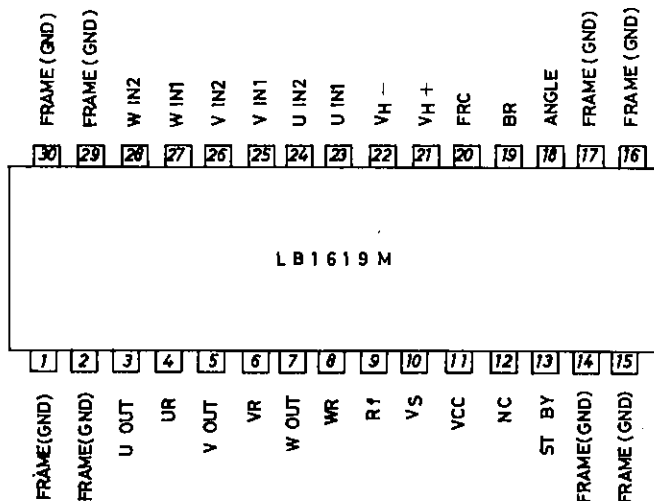 FRAME (GND)
FRAME (GND)
W IN2
W IN1
V IN2
V IN1
U IN2
U IN1
VH −
VH +
FRC
BR
ANGLE
FRAME (GND)
FRAME (GND)
30 29 28 27 26 25 24 23 22 21 20 19 18 17 16
LB1619M
1 2 3 4 5 6 7 8 9 10 11 12 13 14 15
FRAME(GND)
FRAME(GND)
U OUT
UR
V OUT
VR
W OUT
WR
Rf
VS
VCC
NC
ST BY
FRAME(GND)
FRAME (GND)